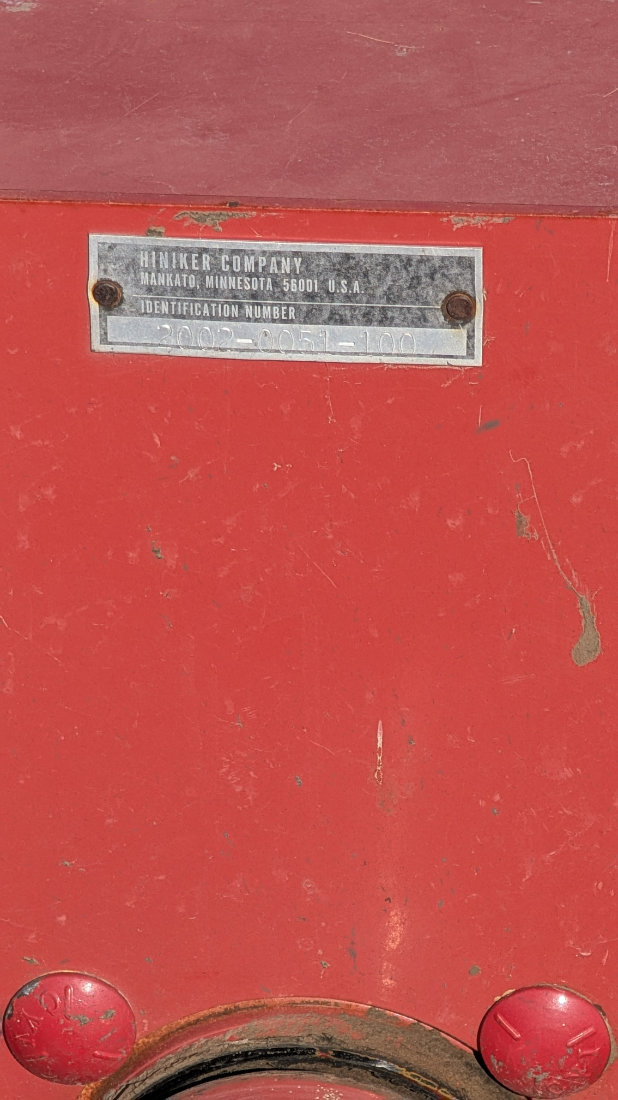 HINIKER COMPANY
MANKATO, MINNESOTA 56001 U.S.A.
IDENTIFICATION NUMBER
2002-0051-100